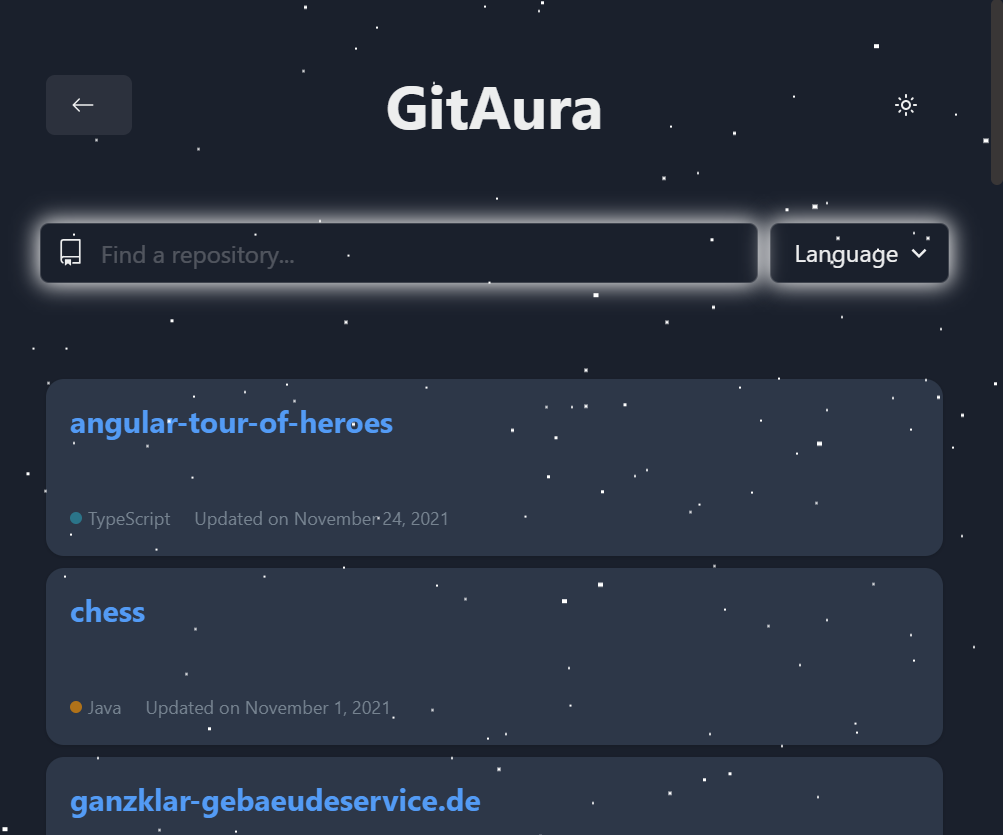 GitAura
Find a repository...
Language
angular-tour-of-heroes
TypeScript Updated on November 24, 2021
chess
Java Updated on November 1, 2021
ganzklar-gebaeudeservice.de